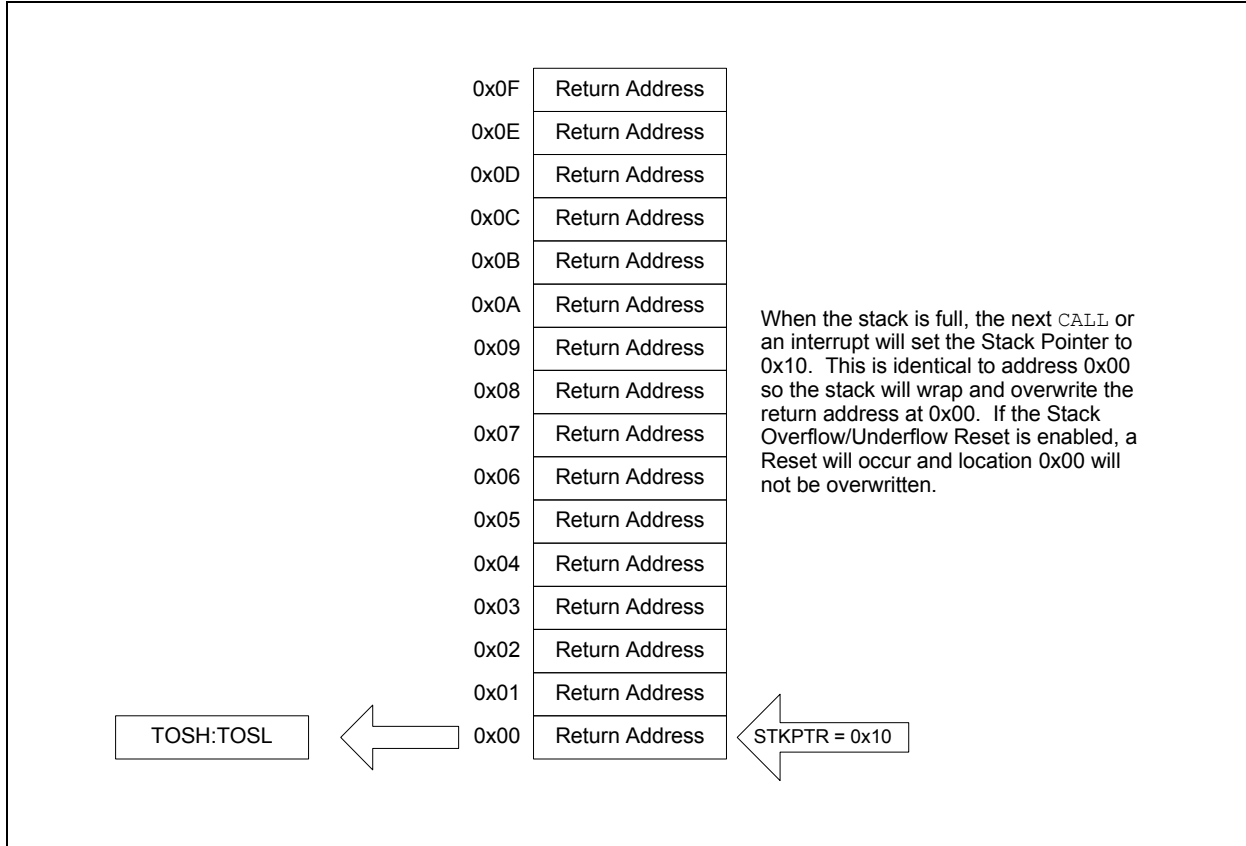 0x0F Return Address
0x0E Return Address
0x0D Return Address
0x0C Return Address
0x0B Return Address
0x0A Return Address
0x09 Return Address
0x08 Return Address
0x07 Return Address
0x06 Return Address
0x05 Return Address
0x04 Return Address
0x03 Return Address
0x02 Return Address
0x01 Return Address
TOSH:TOSL 0x00 Return Address STKPTR = 0x10
When the stack is full, the next CALL or
an interrupt will set the Stack Pointer to
0x10. This is identical to address 0x00
so the stack will wrap and overwrite the
return address at 0x00. If the Stack
Overflow/Underflow Reset is enabled, a
Reset will occur and location 0x00 will
not be overwritten.